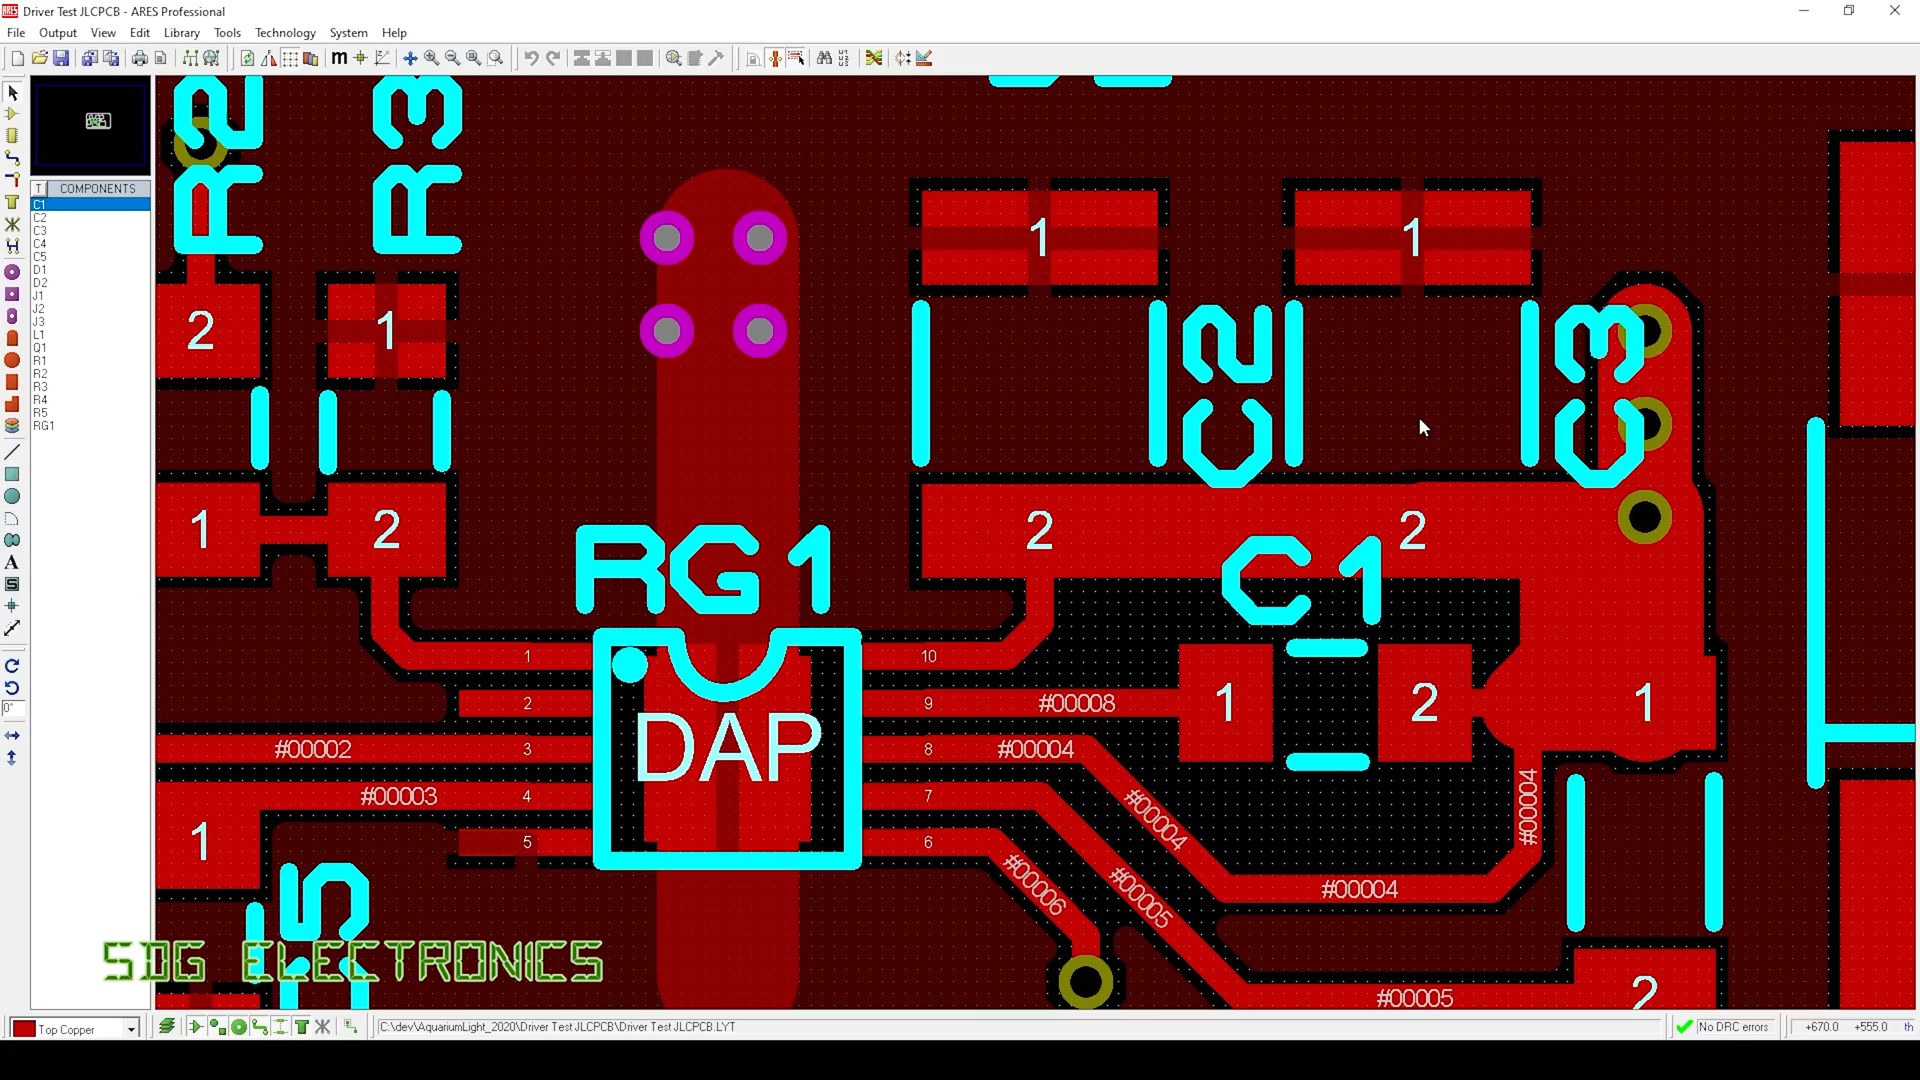 Driver Test JLCPCB - ARES Professional
File Output View Edit Library Tools Technology System Help
T COMPONENTS
C1
C2
C3
C4
C5
D1
D2
J1
J2
J3
L1
Q1
R1
R2
R3
R4
R5
RG1
0°
R2
R3
1 1
2 1
C2 C3
1 2 2 2
RG1 C1
1 10
2 9 #00008 1 2 1
DAP
#00002 3 8 #00004
#00003 4 7 #00004 #00004
1 5 6
#00006 #00005 #00004
#00005 2
SDG ELECTRONICS
Top Copper
C:\dev\AquariumLight_2020\Driver Test JLCPCB\Driver Test JLCPCB.LYT
No DRC errors
+670.0 +555.0 th